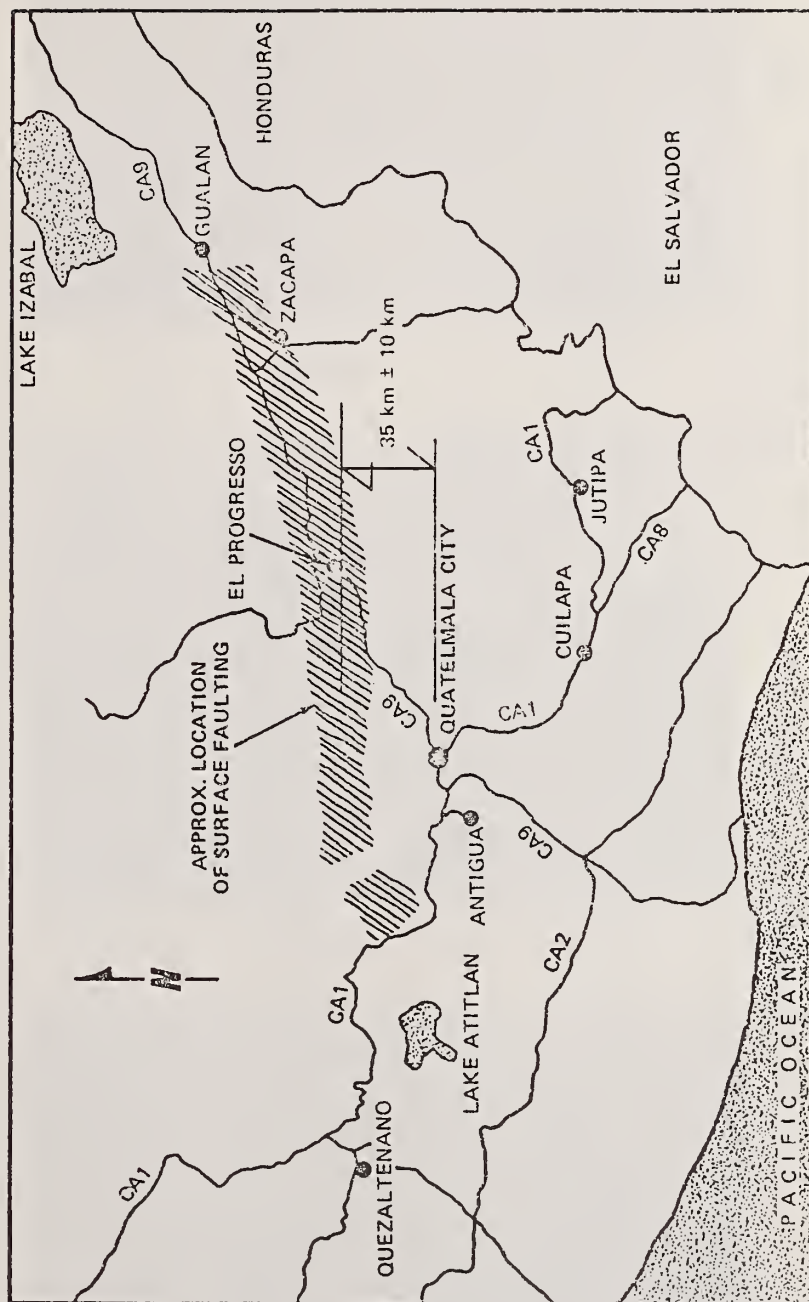 LAKE IZABAL
CA9
GUALAN
HONDURAS
ZACAPA
EL PROGRESSO
35 km ± 10 km
APPROX. LOCATION
OF SURFACE FAULTING
CA9
QUATELMALA CITY
CA1
CUILAPA
CA1
JUTIPA
CA8
EL SALVADOR
N
CA1
CA1
QUEZALTENANO
LAKE ATITLAN
ANTIGUA
CA9
CA2
PACIFIC OCEAN